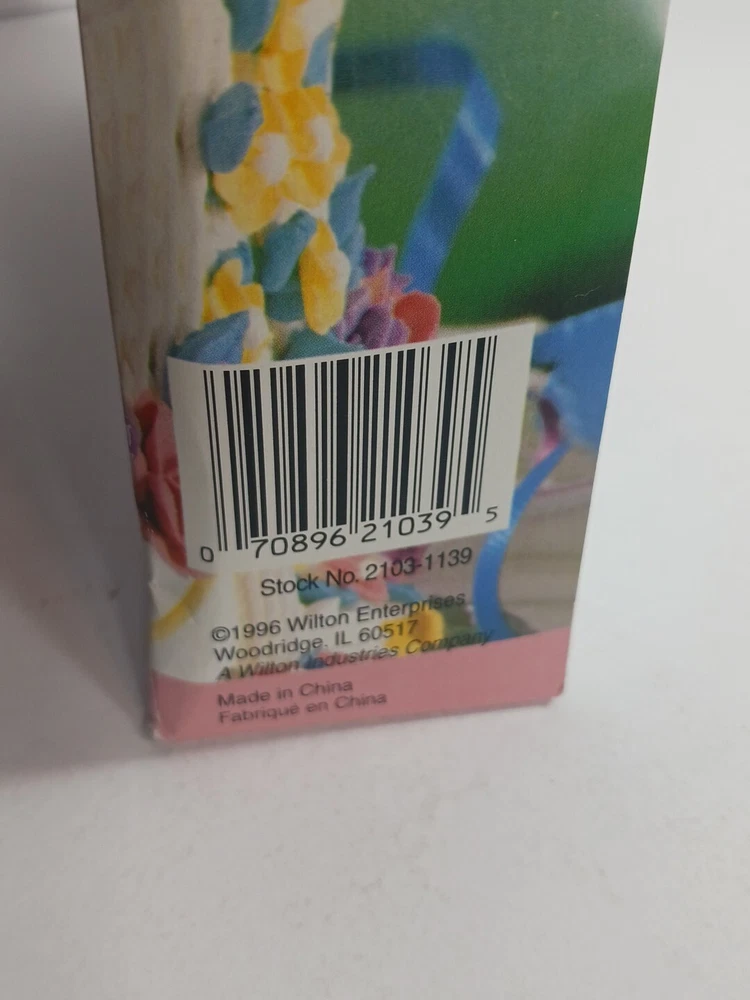 0 70896 21039 5
Stock No. 2103-1139
©1996 Wilton Enterprises
Woodridge, IL 60517
A Wilton Industries Company
Made in China
Fabriqué en China